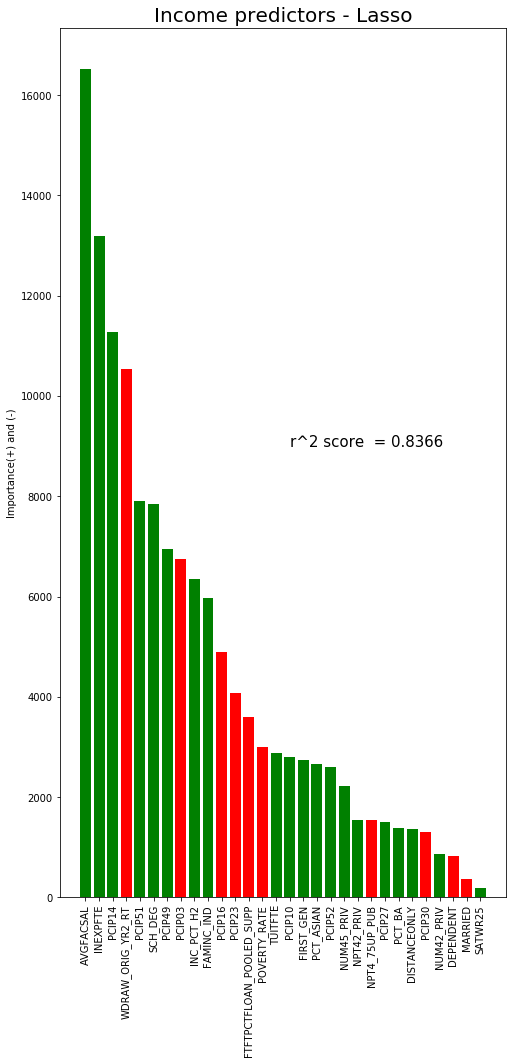 Income predictors - Lasso
Importance(+) and (-)
16000
14000
12000
10000
8000
6000
4000
2000
0
r^2 score = 0.8366
AVGFACSAL
INEXPFTE
PCIP14
WDRAW_ORIG_YR2_RT
PCIP51
SCH_DEG
PCIP49
PCIP03
INC_PCT_H2
FAMINC_IND
PCIP16
PCIP23
FTFTPCTFLOAN_POOLED_SUPP
POVERTY_RATE
TUITFTE
PCIP10
FIRST_GEN
PCT_ASIAN
PCIP52
NUM45_PRIV
NPT42_PRIV
NPT4_75UP_PUB
PCIP27
PCT_BA
DISTANCEONLY
PCIP30
NUM42_PRIV
DEPENDENT
MARRIED
SATWR25